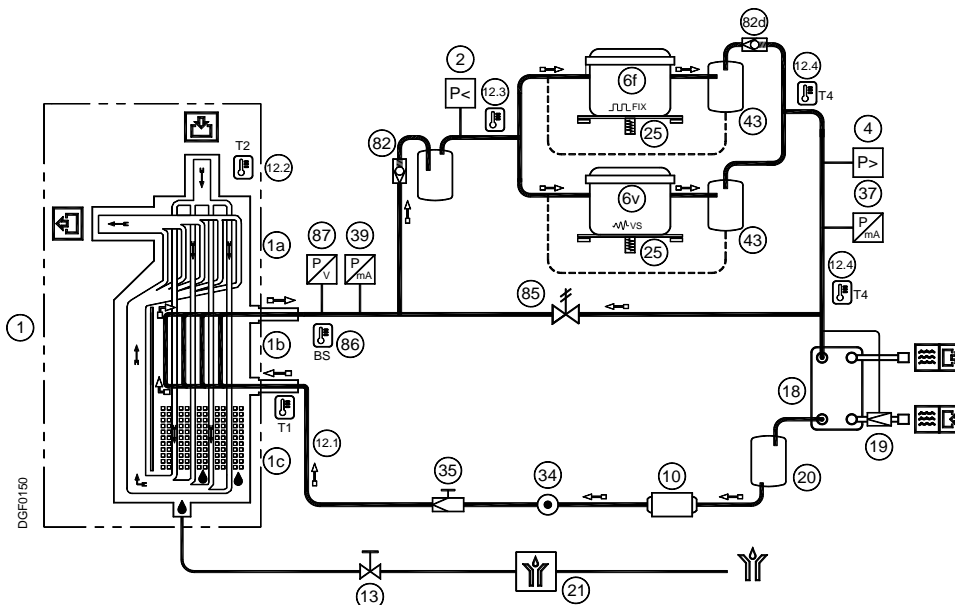 82d
2
12.4
P<
12.3
6f
T4
FIX
43
4
25
82
P>
T2
12.2
37
6v
P
mA
VS
87
39
1a
43
25
P
V
P
mA
85
12.4
T4
1
1b
BS
86
18
T1
12.1
19
1c
35
34
10
20
DGF0150
13
21